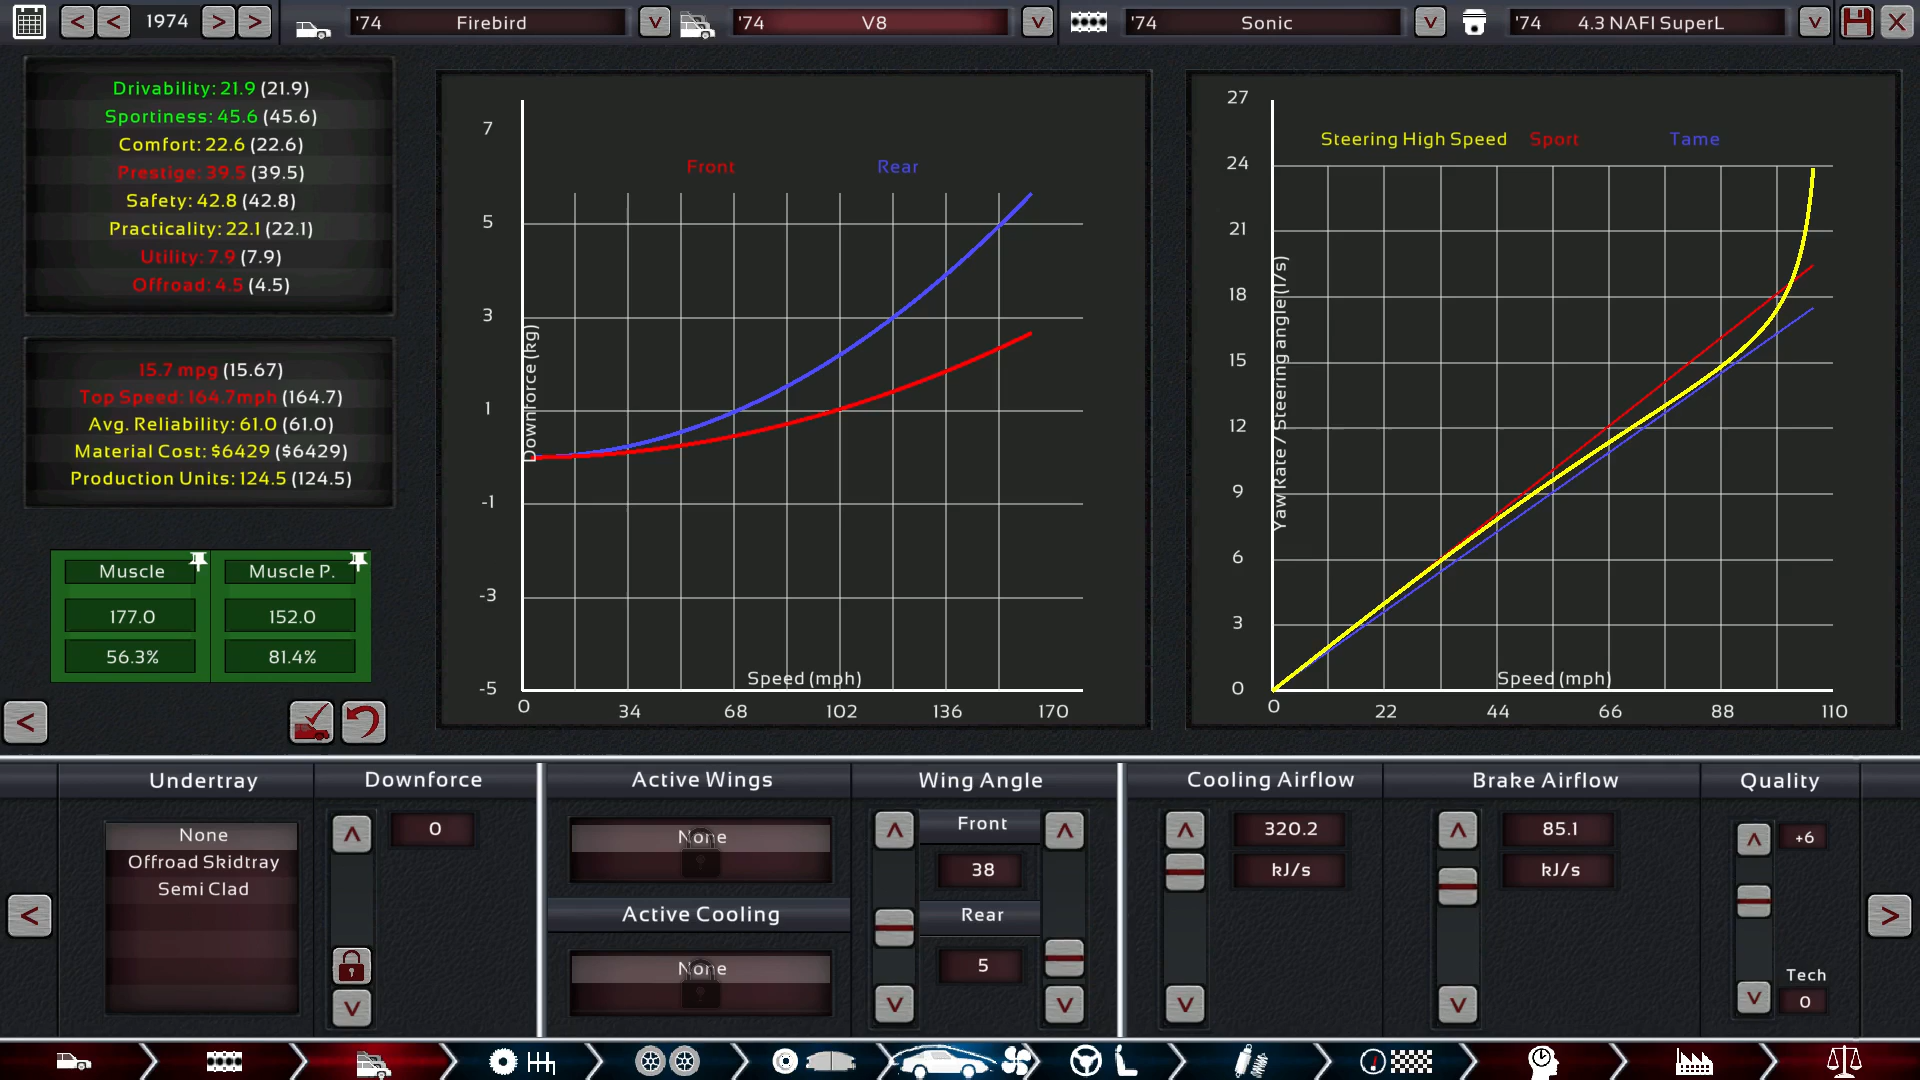 1974
'74 Firebird
'74 V8
'74 Sonic
'74 4.3 NAFI SuperL
Drivability: 21.9 (21.9)
Sportiness: 45.6 (45.6)
Comfort: 22.6 (22.6)
Prestige: 39.5 (39.5)
Safety: 42.8 (42.8)
Practicality: 22.1 (22.1)
Utility: 7.9 (7.9)
Offroad: 4.5 (4.5)
15.7 mpg (15.67)
Top Speed: 164.7mph (164.7)
Avg. Reliability: 61.0 (61.0)
Material Cost: $6429 ($6429)
Production Units: 124.5 (124.5)
Muscle Muscle P.
177.0 152.0
56.3% 81.4%
Front Rear
7
5
3
1
-1
-3
-5
Downforce (kg)
Speed (mph)
0 34 68 102 136 170
Steering High Speed Sport Tame
27
24
21
18
15
12
9
6
3
0
Yaw Rate / Steering angle (1/s)
Speed (mph)
0 22 44 66 88 110
Undertray
None
Offroad Skidtray
Semi Clad
Downforce
0
Active Wings
None
Active Cooling
None
Wing Angle
Front
38
Rear
5
Cooling Airflow
320.2
kJ/s
Brake Airflow
85.1
kJ/s
Quality
+6
Tech
0